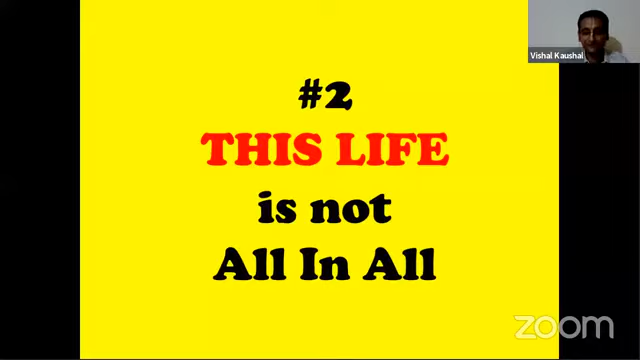 Vishal Kaushal
#2
THIS LIFE
is not
All In All
zoom